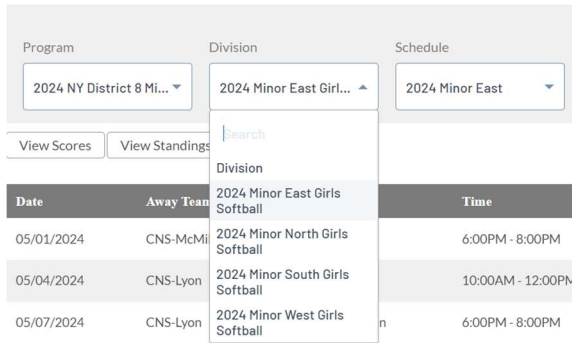 Program Division Schedule
2024 NY District 8 Mi... 2024 Minor East Girl... 2024 Minor East
Search
View Scores View Standings
Division
2024 Minor East Girls
Softball
Date Away Team Time
2024 Minor North Girls
Softball
05/01/2024 CNS-McMi 6:00PM - 8:00PM
2024 Minor South Girls
Softball
05/04/2024 CNS-Lyon 10:00AM - 12:00PM
2024 Minor West Girls
Softball
05/07/2024 CNS-Lyon n 6:00PM - 8:00PM